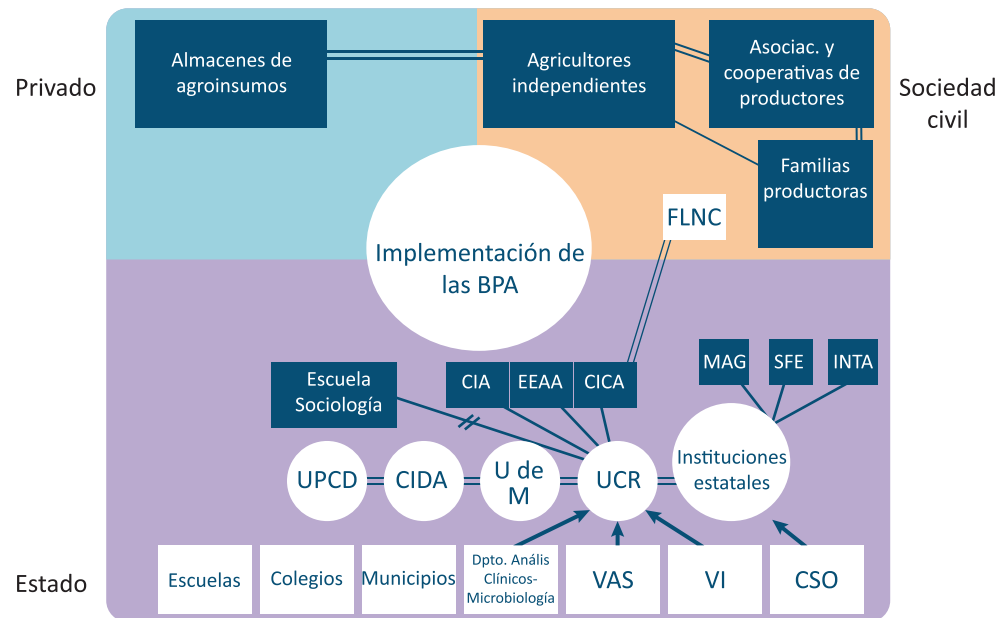 Privado
Almacenes de
agroinsumos
Agricultores
independientes
Asociac. y
cooperativas de
productores
Sociedad
civil
Familias
productoras
FLNC
Implementación de
las BPA
MAG
SFE
INTA
Escuela
Sociología
CIA
EEAA
CICA
UPCD
CIDA
U de
M
UCR
Instituciones
estatales
Estado
Escuelas
Colegios
Municipios
Dpto. Anális
Clínicos-
Microbiología
VAS
VI
CSO